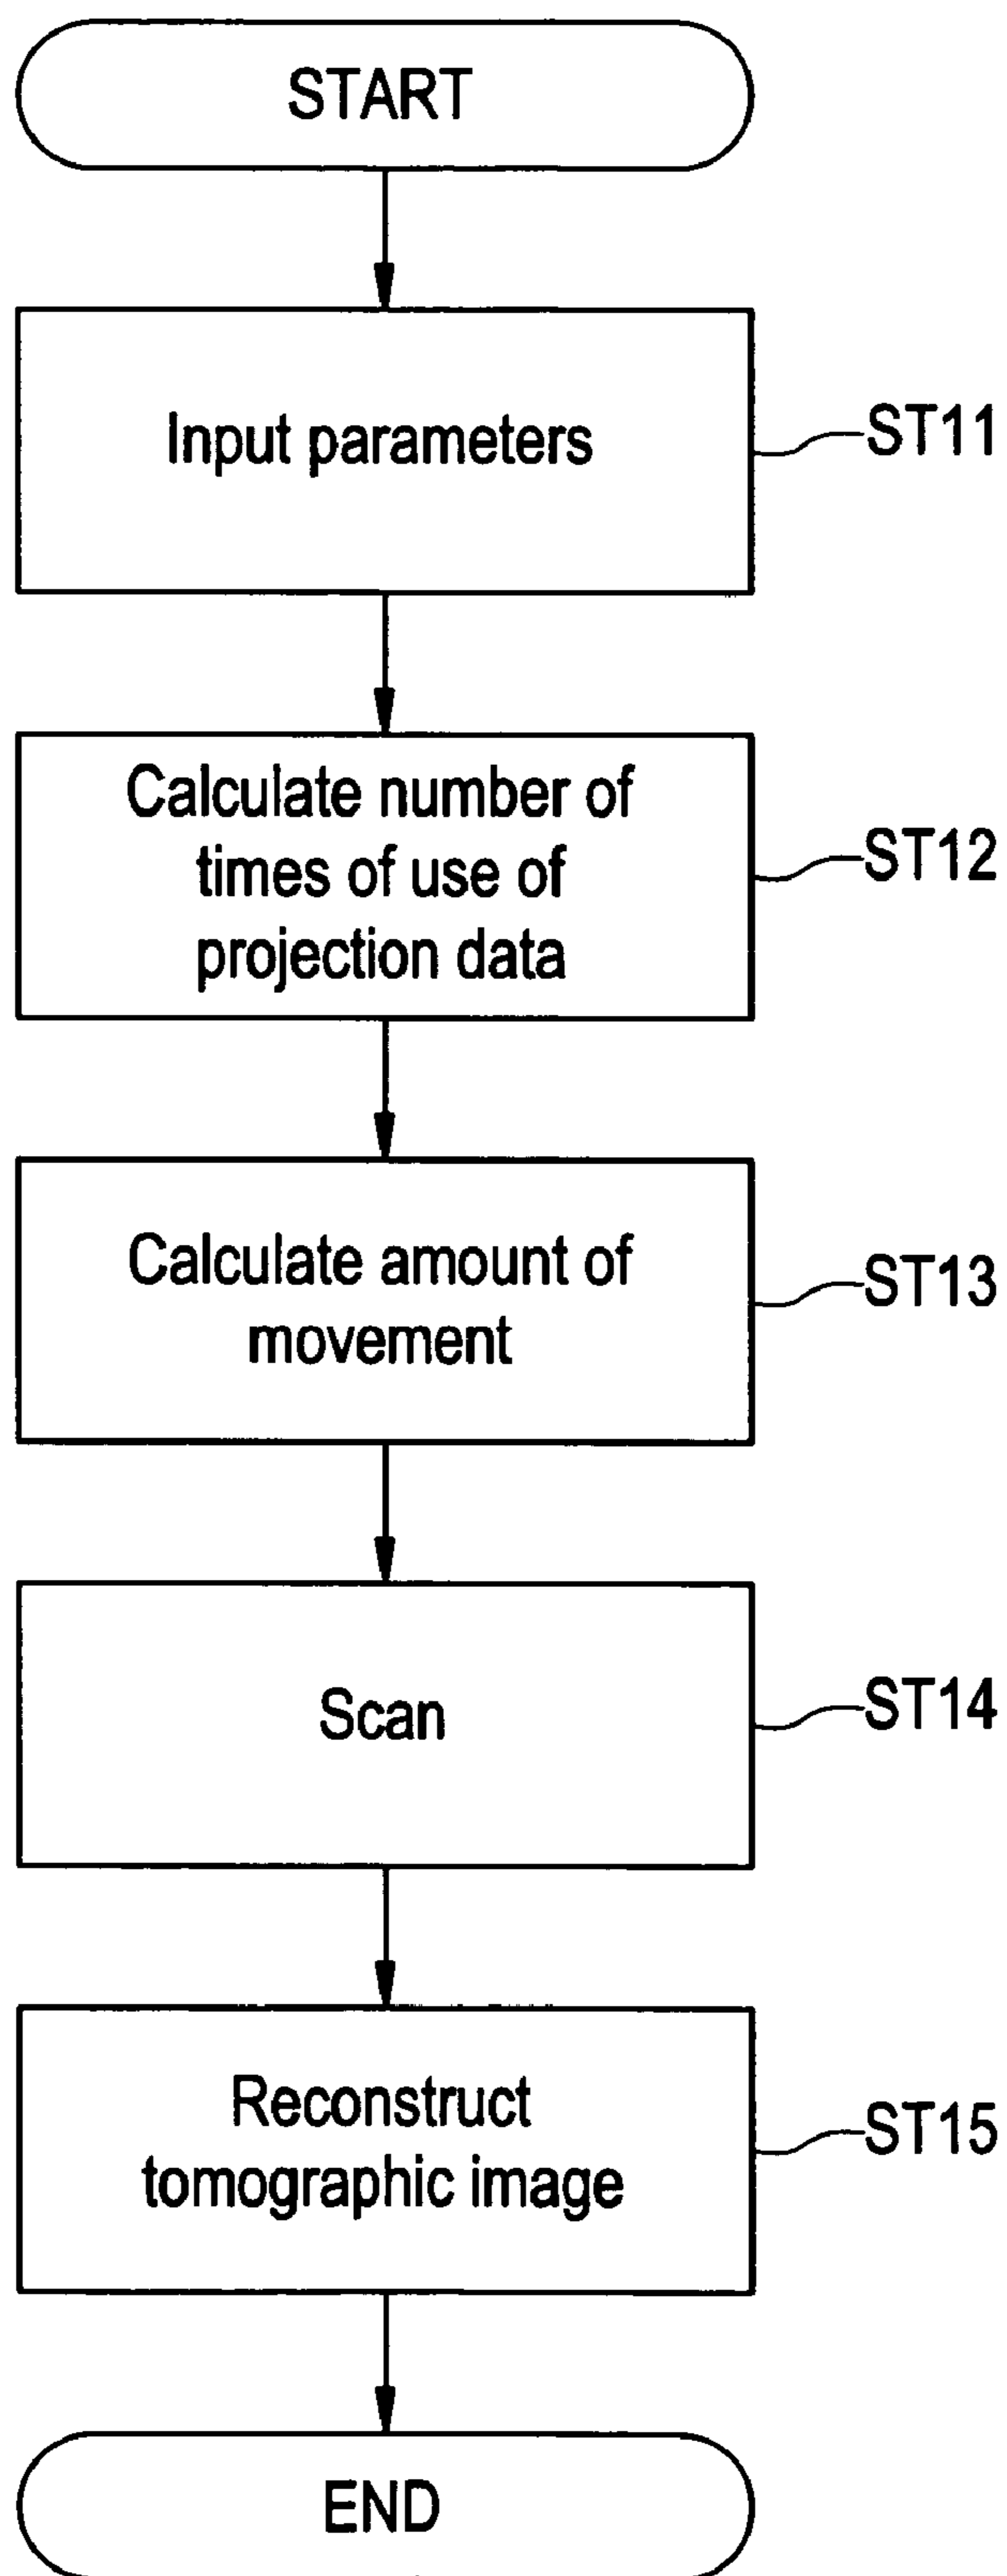 START
Input parameters
ST11
Calculate number of
times of use of
projection data
ST12
Calculate amount of
movement
ST13
Scan
ST14
Reconstruct
tomographic image
ST15
END